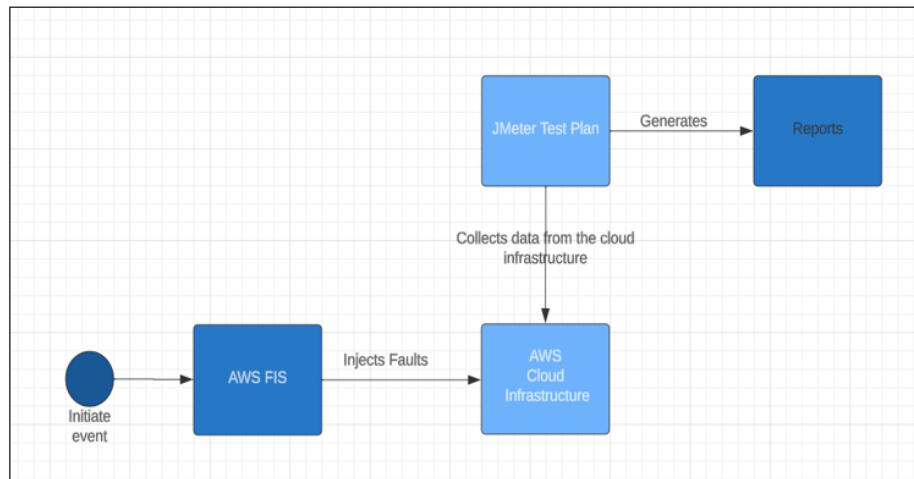 JMeter Test Plan
Generates
Reports
Collects data from the cloud
infrastructure
AWS FIS
Injects Faults
AWS
Cloud
Infrastructure
Initiate
event